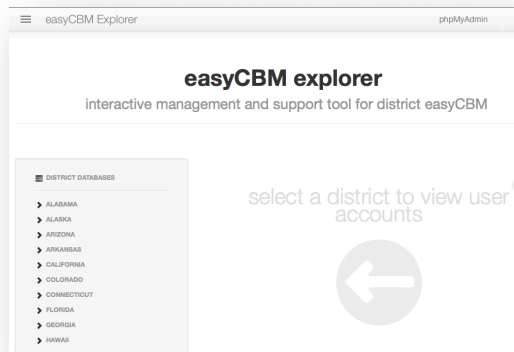 easyCBM Explorer
phpMyAdmin
easyCBM explorer
interactive management and support tool for district easyCBM
DISTRICT DATABASES
ALABAMA
ALASKA
ARIZONA
ARKANSAS
CALIFORNIA
COLORADO
CONNECTICUT
FLORIDA
GEORGIA
HAWAII
select a district to view user
accounts